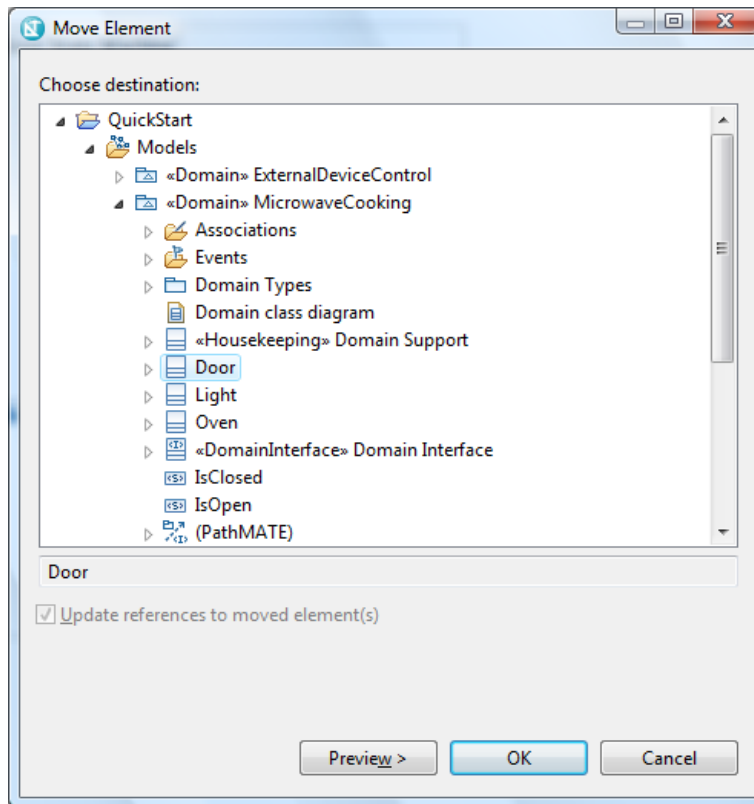 Move Element
Choose destination:
QuickStart
Models
«Domain» ExternalDeviceControl
«Domain» MicrowaveCooking
Associations
Events
Domain Types
Domain class diagram
«Housekeeping» Domain Support
Door
Light
Oven
«DomainInterface» Domain Interface
IsClosed
IsOpen
(PathMATE)
Door
Update references to moved element(s)
Preview > OK Cancel